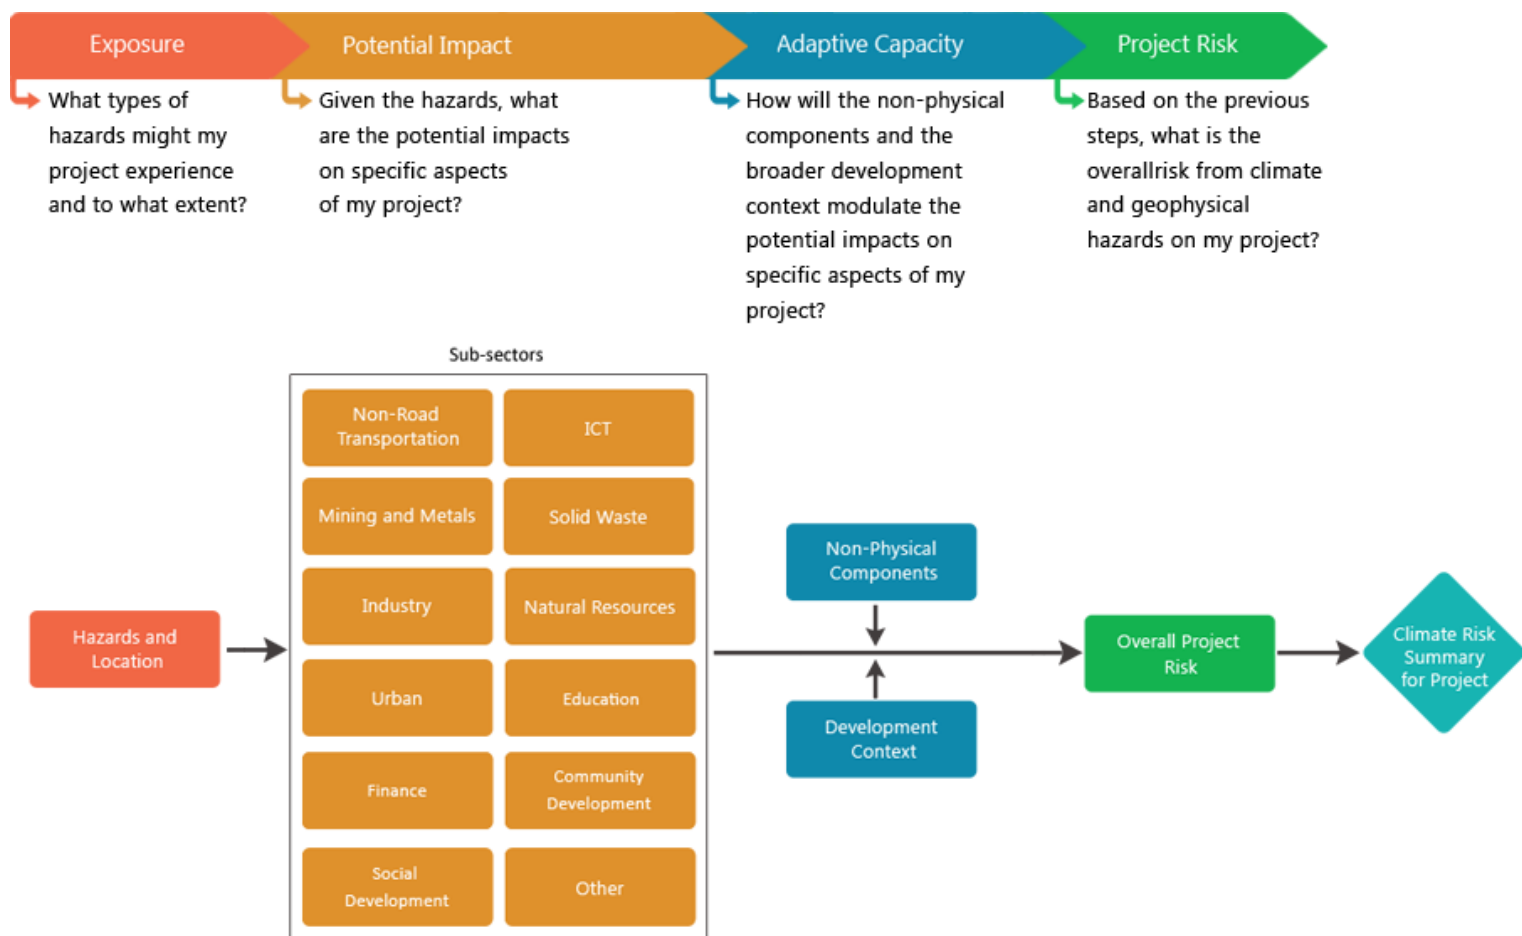 Exposure
Potential Impact
Adaptive Capacity
Project Risk
What types of
hazards might my
project experience
and to what extent?
Given the hazards, what
are the potential impacts
on specific aspects
of my project?
How will the non-physical
components and the
broader development
context modulate the
potential impacts on
specific aspects of my
project?
Based on the previous
steps, what is the
overallrisk from climate
and geophysical
hazards on my project?
Sub-sectors
Non-Road
Transportation
ICT
Mining and Metals
Solid Waste
Industry
Natural Resources
Urban
Education
Finance
Community
Development
Social
Development
Other
Hazards and
Location
Non-Physical
Components
Development
Context
Overall Project
Risk
Climate Risk
Summary
for Project